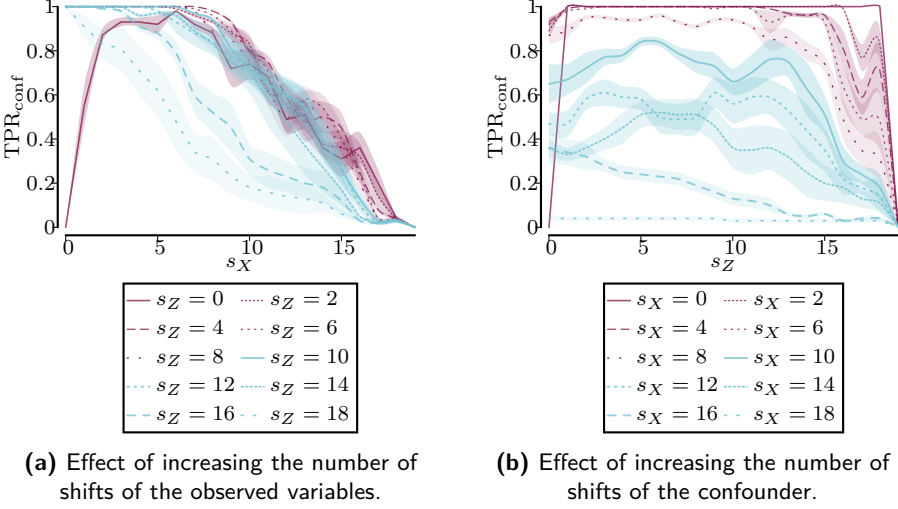 TPR_conf
1
0.8
0.6
0.4
0.2
0
0 5 10 15
s_X
s_Z = 0 s_Z = 2
s_Z = 4 s_Z = 6
s_Z = 8 s_Z = 10
s_Z = 12 s_Z = 14
s_Z = 16 s_Z = 18
(a) Effect of increasing the number of
shifts of the observed variables.
TPR_conf
1
0.8
0.6
0.4
0.2
0
0 5 10 15
s_Z
s_X = 0 s_X = 2
s_X = 4 s_X = 6
s_X = 8 s_X = 10
s_X = 12 s_X = 14
s_X = 16 s_X = 18
(b) Effect of increasing the number of
shifts of the confounder.